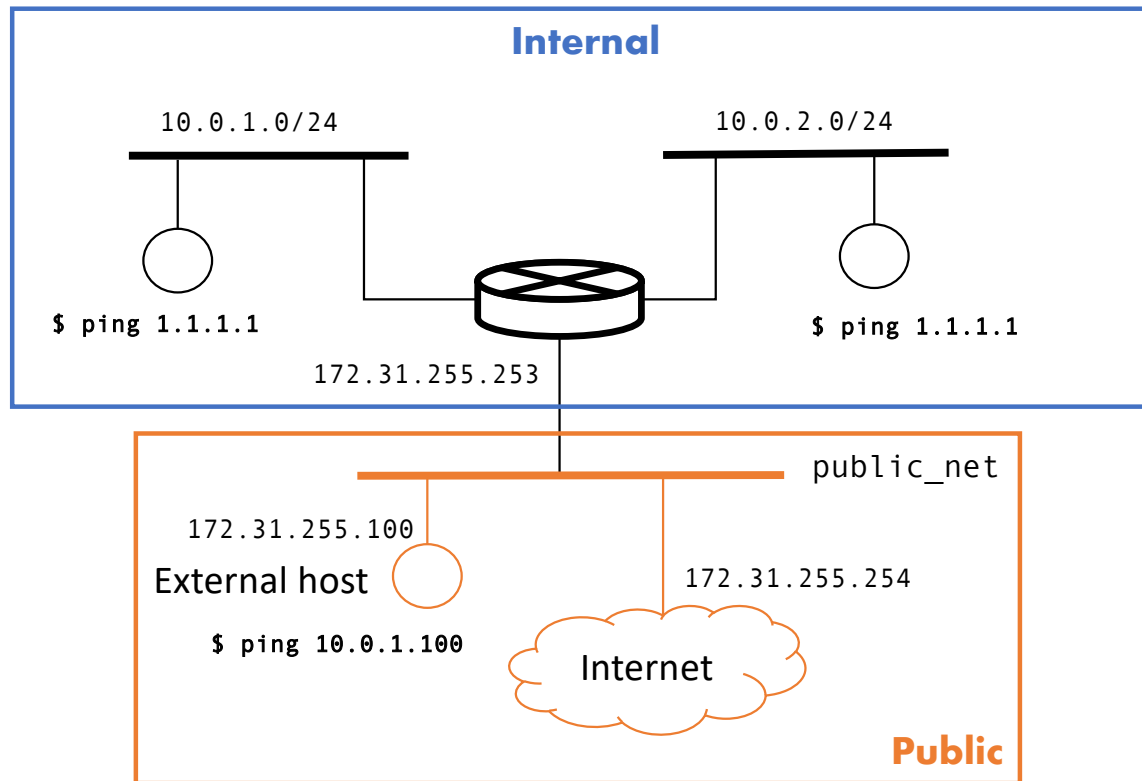 Internal
10.0.1.0/24
10.0.2.0/24
$ ping 1.1.1.1
$ ping 1.1.1.1
172.31.255.253
public_net
172.31.255.100
External host
172.31.255.254
$ ping 10.0.1.100
Internet
Public